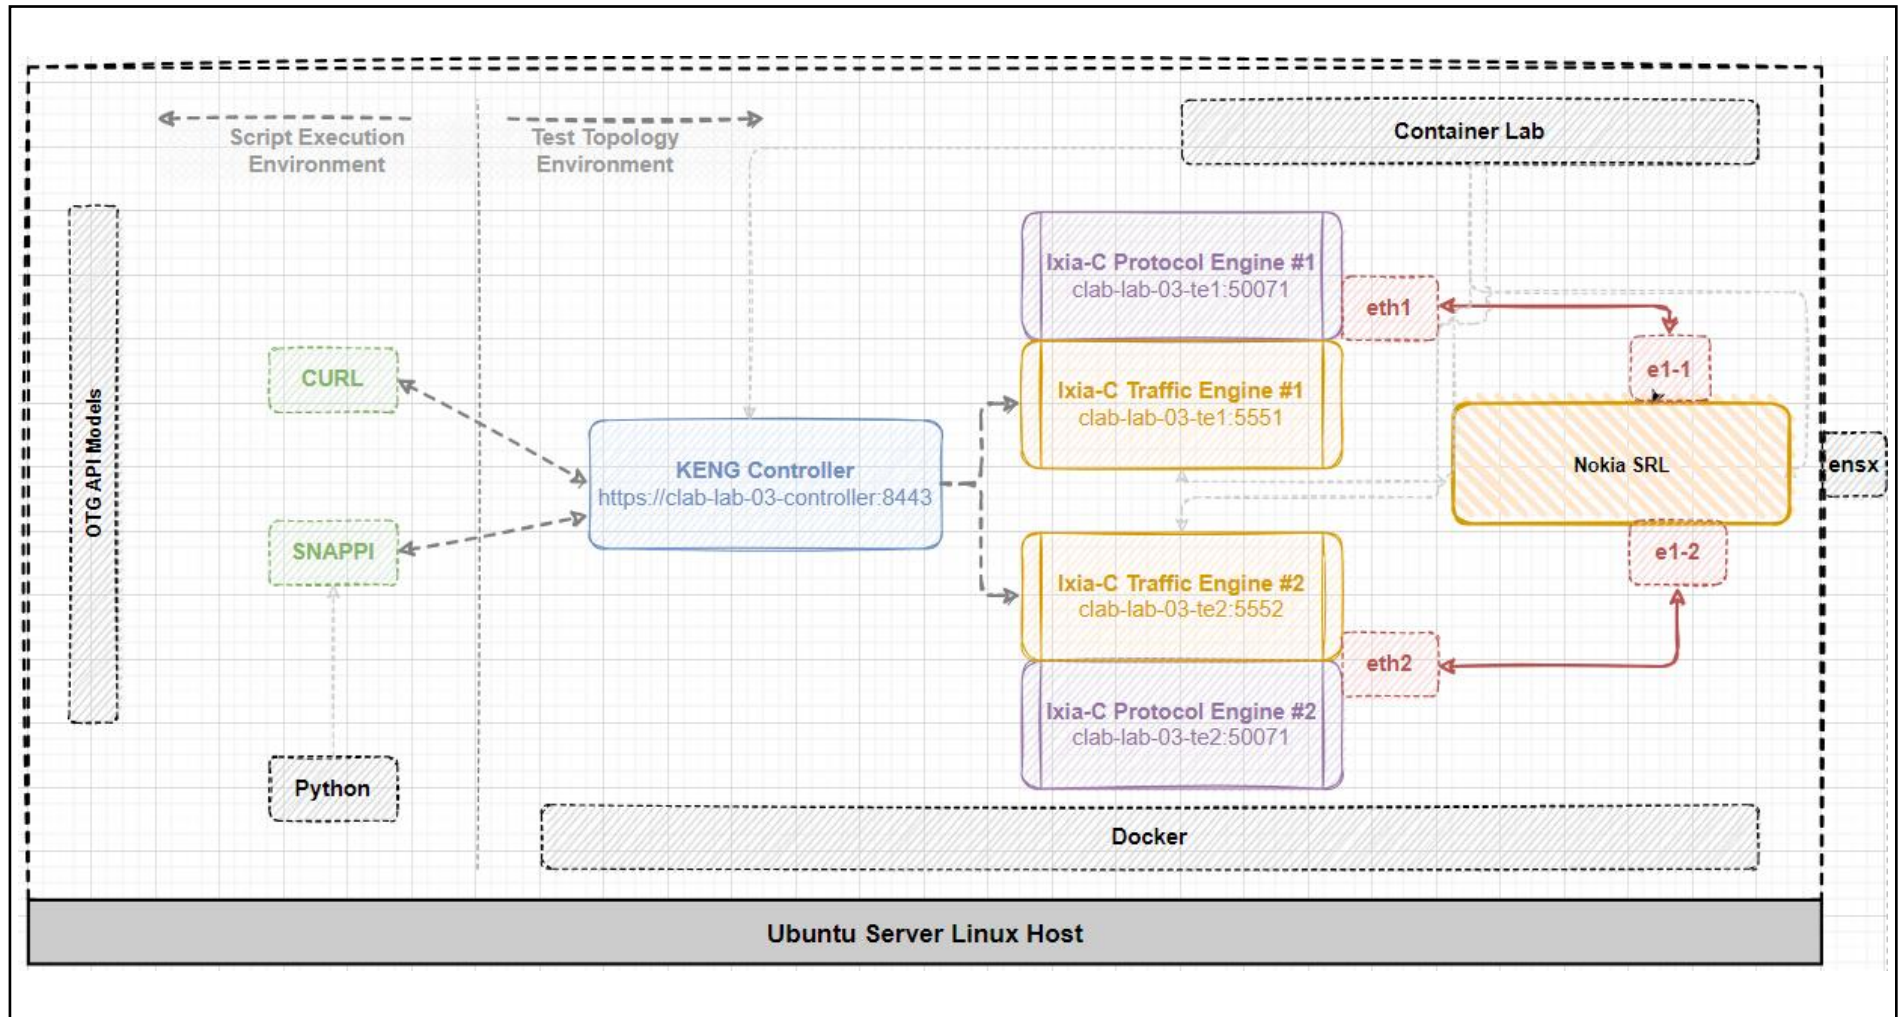 Script Execution
Environment
Test Topology
Environment
Container Lab
OTG API Models
Ixia-C Protocol Engine #1
clab-lab-03-te1:50071
eth1
e1-1
CURL
Ixia-C Traffic Engine #1
clab-lab-03-te1:5551
KENG Controller
https://clab-lab-03-controller:8443
Nokia SRL
ensx
SNAPPI
e1-2
Ixia-C Traffic Engine #2
clab-lab-03-te2:5552
eth2
Ixia-C Protocol Engine #2
clab-lab-03-te2:50071
Python
Docker
Ubuntu Server Linux Host